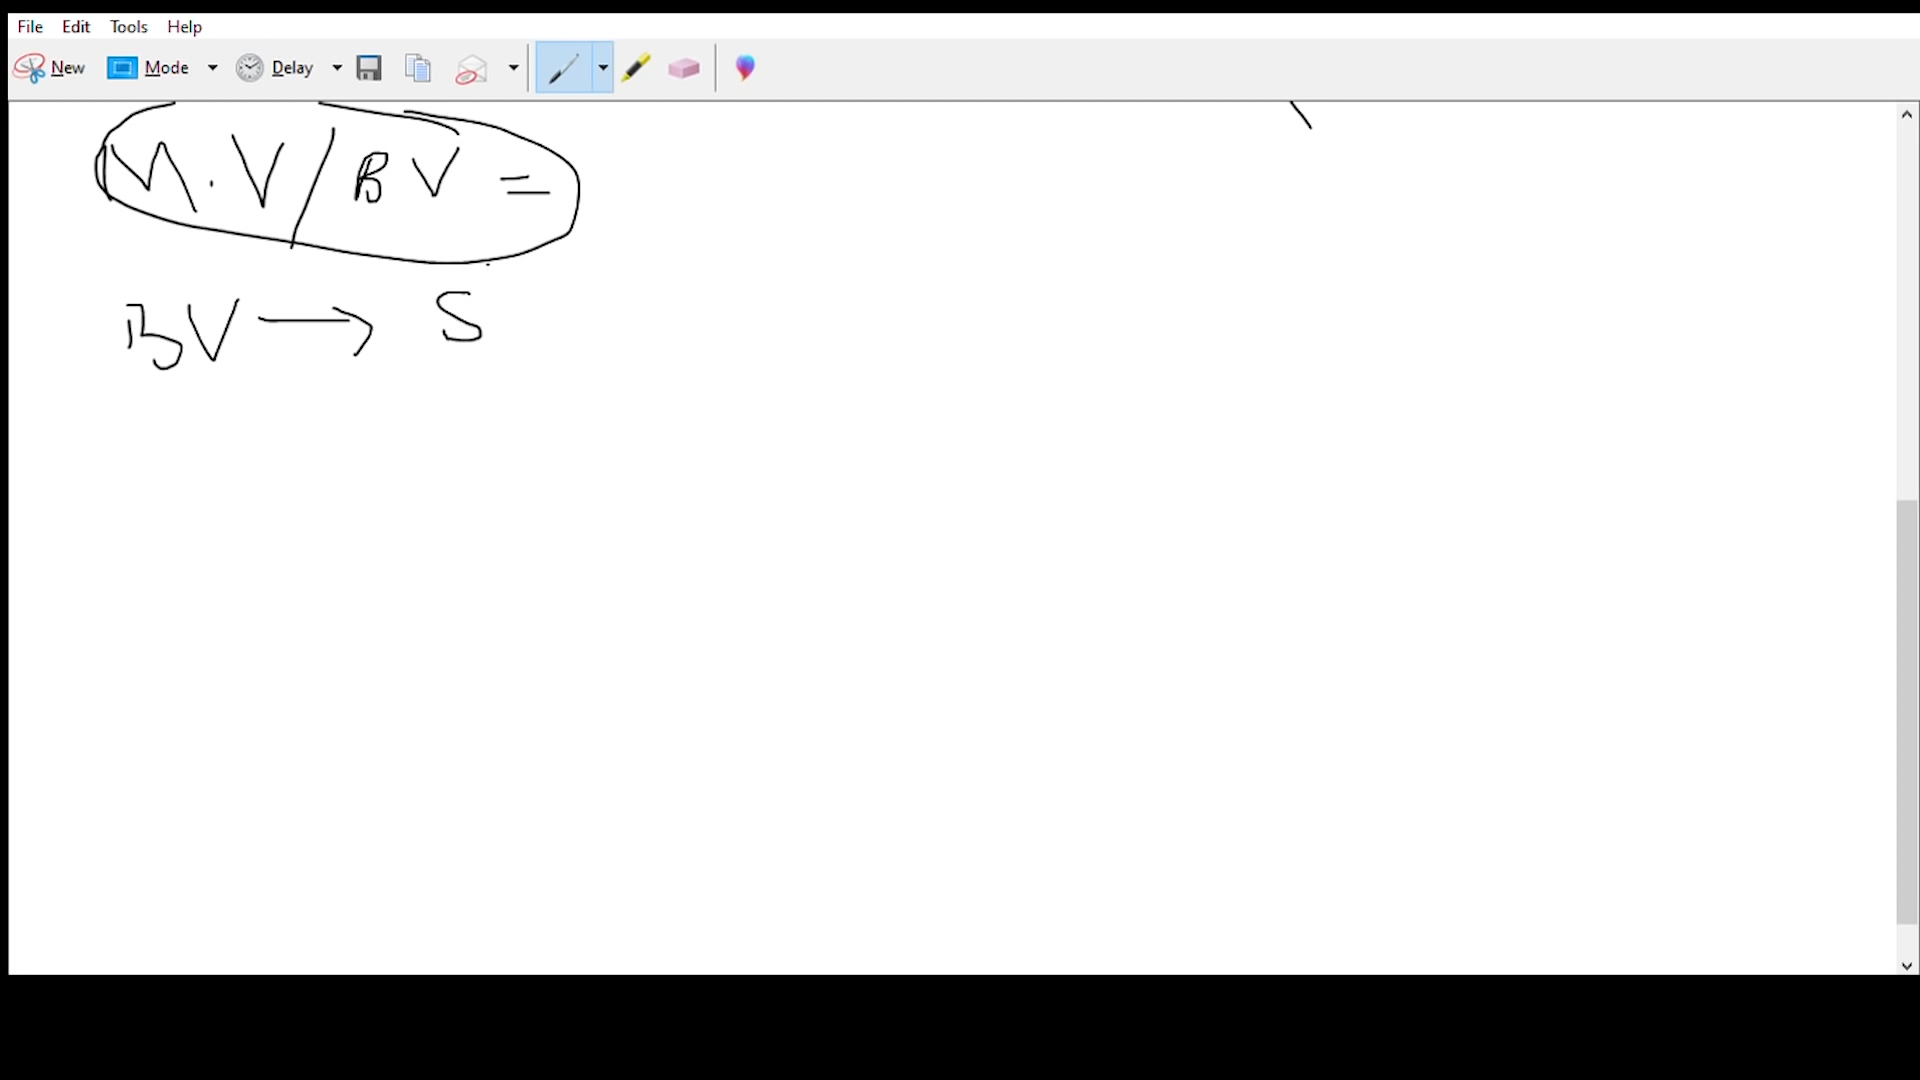 File Edit Tools Help
New Mode Delay
M.V/BV =
BV → S